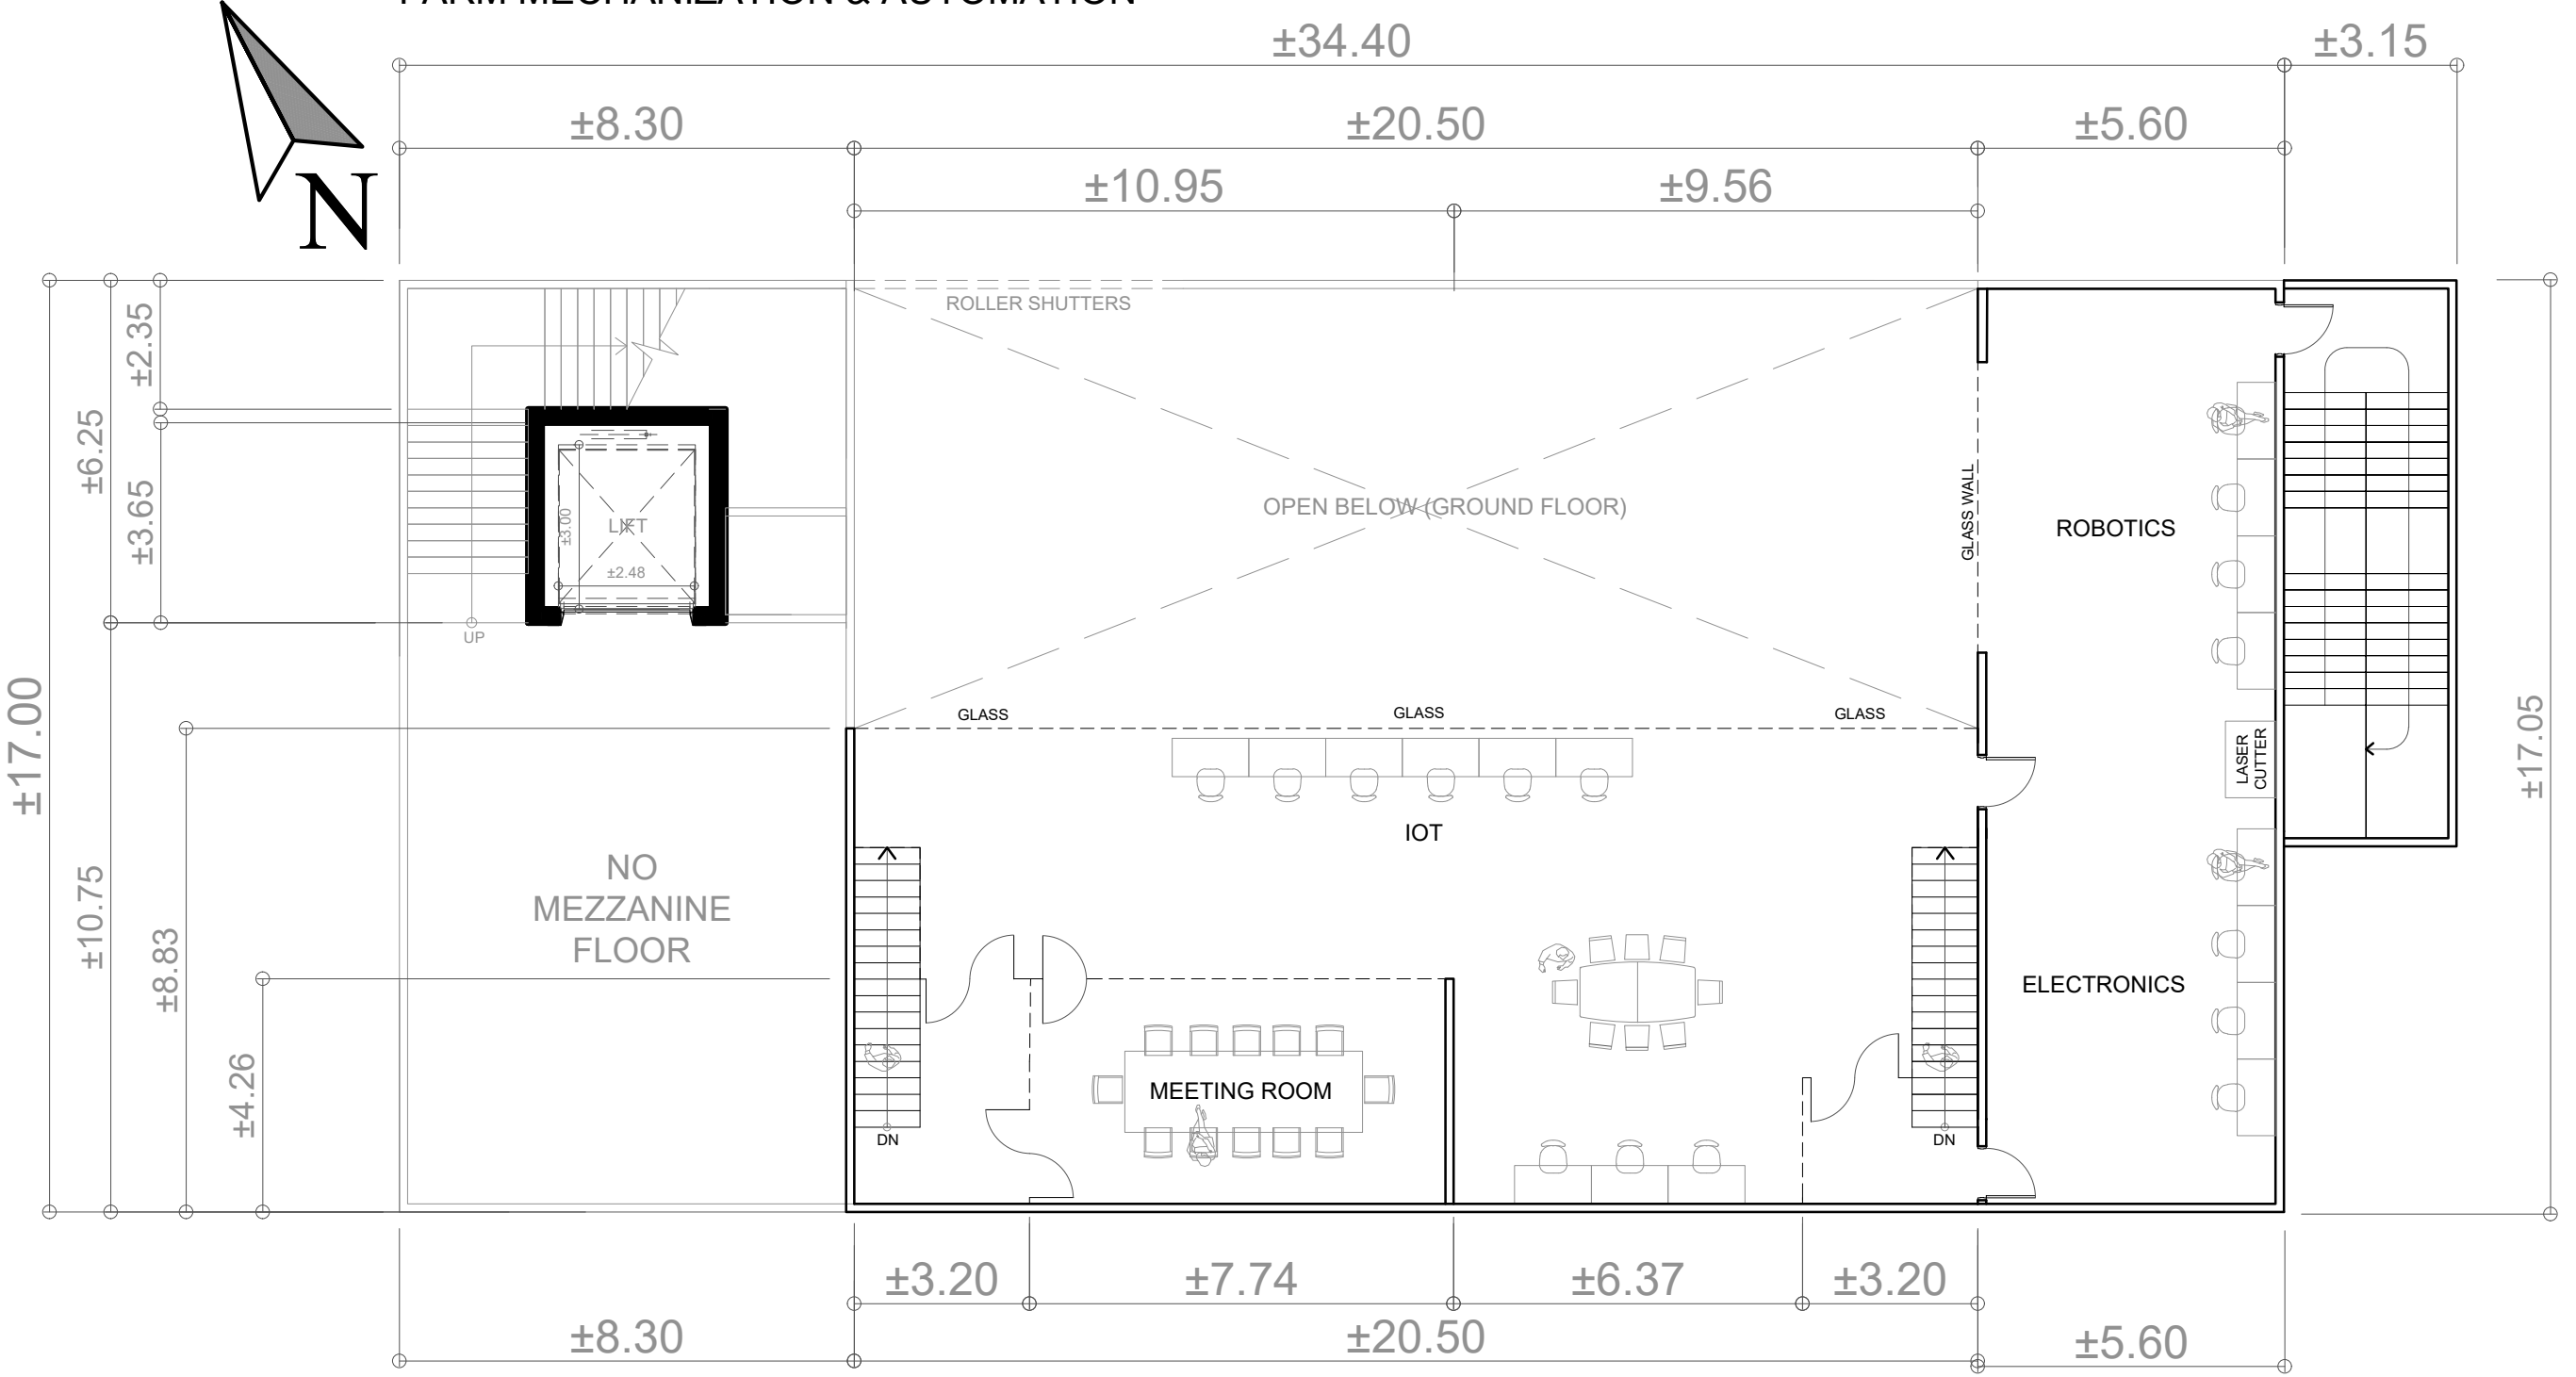 FARM MECHANIZATION & AUTOMATION
±34.40
±3.15
±8.30
±20.50
±5.60
±10.95
±9.56
N
ROLLER SHUTTERS
±2.35
±6.25
±3.65
±3.00
LIFT
±2.48
UP
OPEN BELOW (GROUND FLOOR)
GLASS WALL
ROBOTICS
±17.00
GLASS
GLASS
GLASS
LASER
CUTTER
±17.05
IOT
NO
MEZZANINE
FLOOR
±10.75
±8.83
±4.26
ELECTRONICS
MEETING ROOM
DN
DN
±3.20
±7.74
±6.37
±3.20
±8.30
±20.50
±5.60